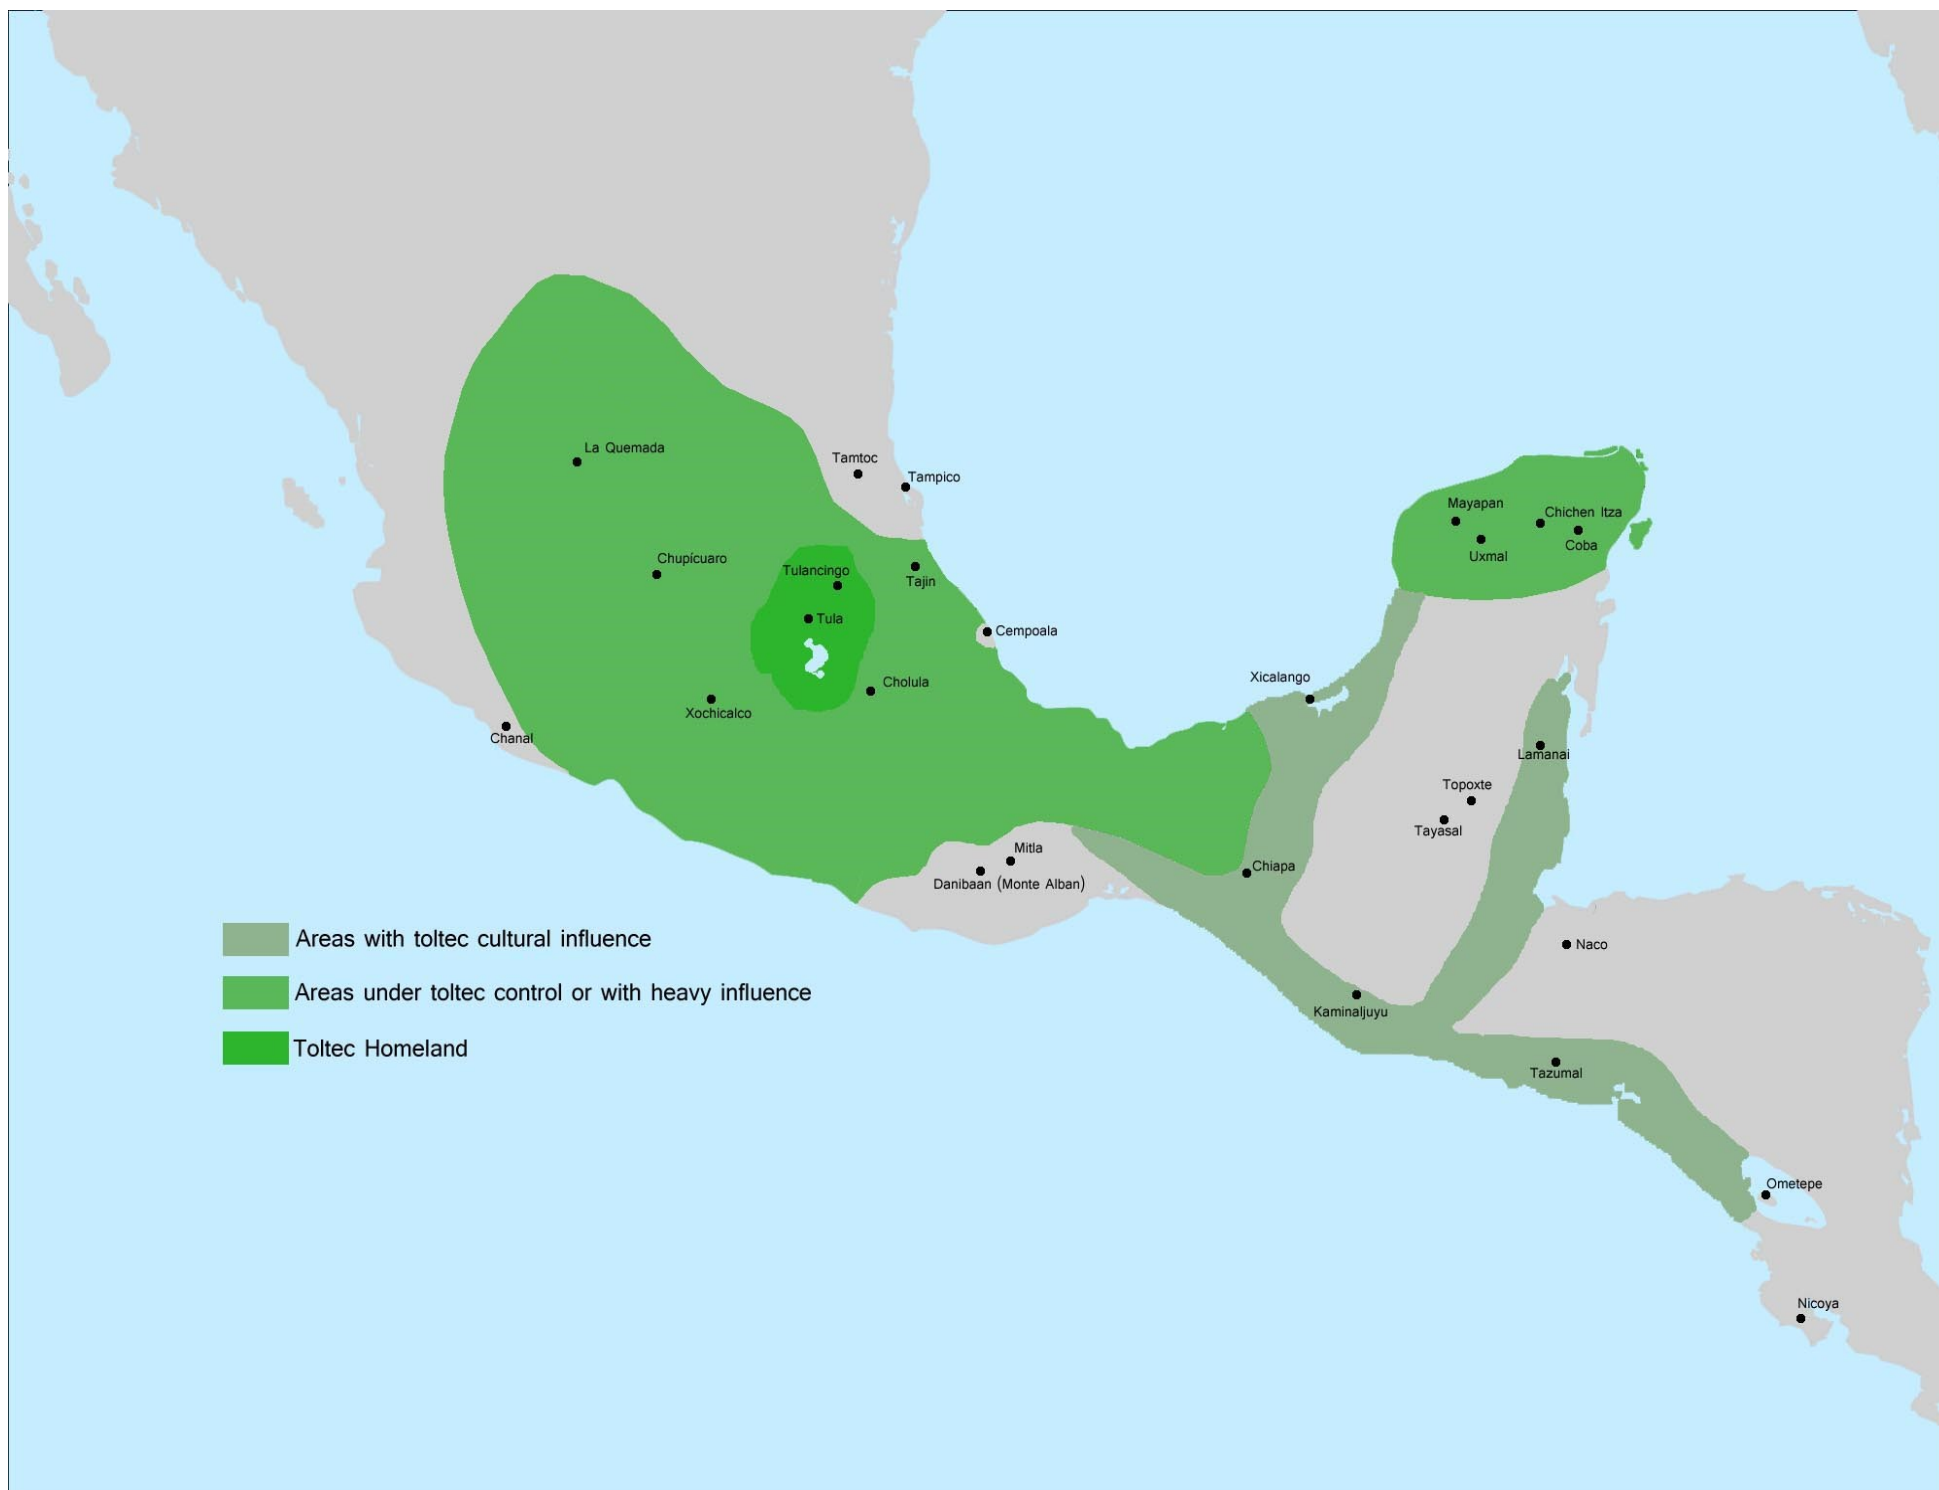 La Quemada
Tamtoc
Tampico
Mayapan
Chichen Itza
Uxmal
Coba
Chupícuaro
Tulancingo
Tajin
Tula
Cempoala
Xicalango
Cholula
Xochicalco
Chanal
Lamanai
Topoxte
Tayasal
Mitla
Danibaan (Monte Alban)
Chiapa
Areas with toltec cultural influence
Naco
Areas under toltec control or with heavy influence
Kaminaljuyu
Toltec Homeland
Tazumal
Ometepe
Nicoya